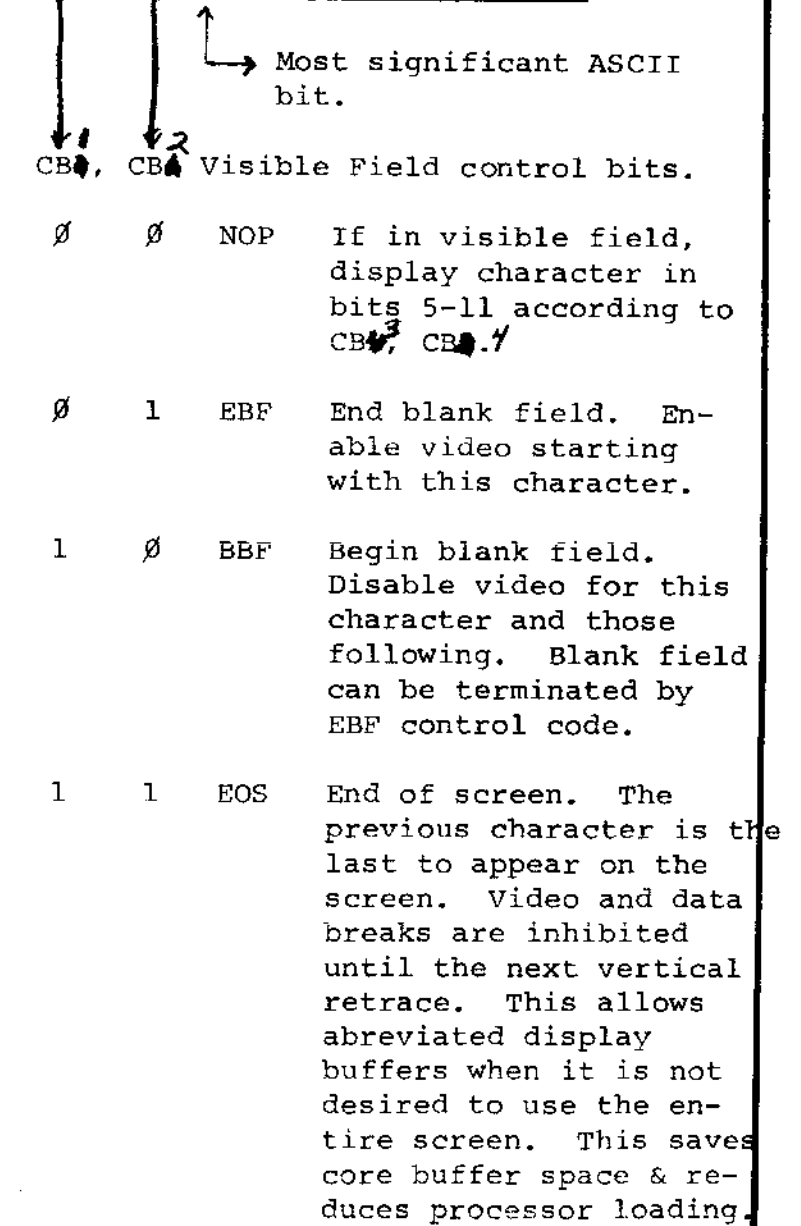 Most significant ASCII
bit.
CB1, CB2 Visible Field control bits.
Ø Ø NOP If in visible field,
display character in
bits 5-11 according to
CB3, CB4.
Ø 1 EBF End blank field. En-
able video starting
with this character.
1 Ø BBF Begin blank field.
Disable video for this
character and those
following. Blank field
can be terminated by
EBF control code.
1 1 EOS End of screen. The
previous character is the
last to appear on the
screen. Video and data
breaks are inhibited
until the next vertical
retrace. This allows
abreviated display
buffers when it is not
desired to use the en-
tire screen. This saves
core buffer space & re-
duces processor loading.